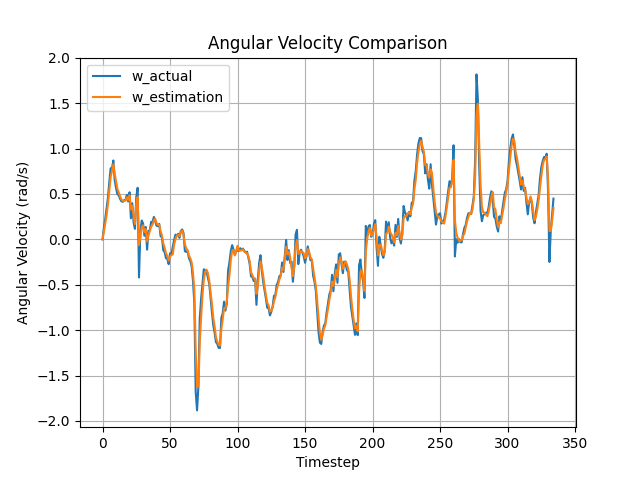 Angular Velocity Comparison
w_actual
w_estimation
Angular Velocity (rad/s)
2.0
1.5
1.0
0.5
0.0
−0.5
−1.0
−1.5
−2.0
0 50 100 150 200 250 300 350
Timestep